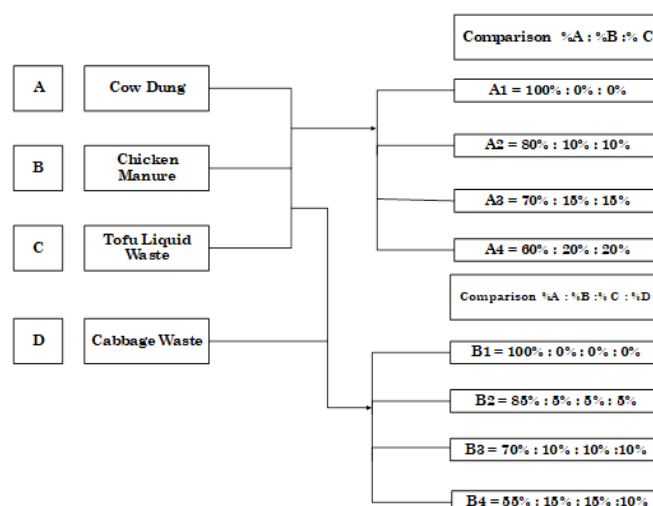 Comparison %A : %B :% C
A
Cow Dung
A1 = 100% : 0% : 0%
B
Chicken
Manure
A2 = 80% : 10% : 10%
A3 = 70% : 15% : 15%
C
Tofu Liquid
Waste
A4 = 60% : 20% : 20%
Comparison %A : %B :% C : %D
D
Cabbage Waste
B1 = 100% : 0% : 0% : 0%
B2 = 85% : 5% : 5% : 5%
B3 = 70% : 10% : 10% :10%
B4 = 55% : 15% : 15% :10%